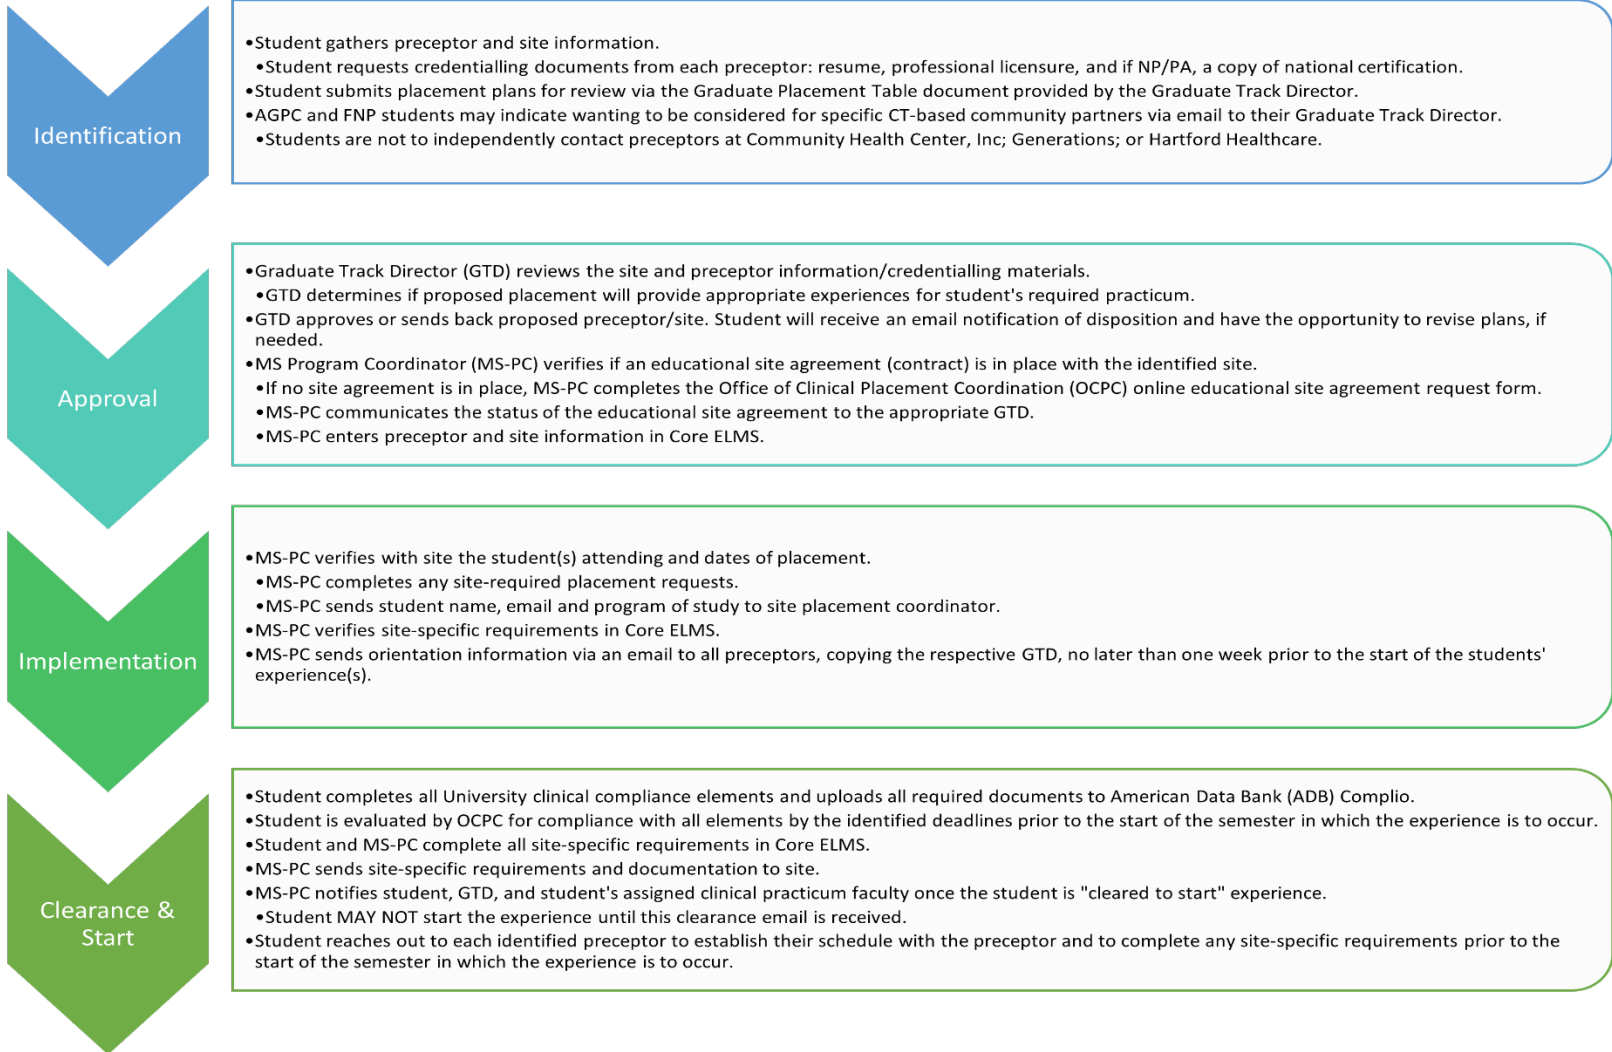 Identification
•Student gathers preceptor and site information.
•Student requests credentialling documents from each preceptor: resume, professional licensure, and if NP/PA, a copy of national certification.
•Student submits placement plans for review via the Graduate Placement Table document provided by the Graduate Track Director.
•AGPC and FNP students may indicate wanting to be considered for specific CT-based community partners via email to their Graduate Track Director.
•Students are not to independently contact preceptors at Community Health Center, Inc; Generations; or Hartford Healthcare.
Approval
•Graduate Track Director (GTD) reviews the site and preceptor information/credentialling materials.
•GTD determines if proposed placement will provide appropriate experiences for student's required practicum.
•GTD approves or sends back proposed preceptor/site. Student will receive an email notification of disposition and have the opportunity to revise plans, if
needed.
•MS Program Coordinator (MS-PC) verifies if an educational site agreement (contract) is in place with the identified site.
•If no site agreement is in place, MS-PC completes the Office of Clinical Placement Coordination (OCPC) online educational site agreement request form.
•MS-PC communicates the status of the educational site agreement to the appropriate GTD.
•MS-PC enters preceptor and site information in Core ELMS.
Implementation
•MS-PC verifies with site the student(s) attending and dates of placement.
•MS-PC completes any site-required placement requests.
•MS-PC sends student name, email and program of study to site placement coordinator.
•MS-PC verifies site-specific requirements in Core ELMS.
•MS-PC sends orientation information via an email to all preceptors, copying the respective GTD, no later than one week prior to the start of the students'
experience(s).
Clearance &
Start
•Student completes all University clinical compliance elements and uploads all required documents to American Data Bank (ADB) Complio.
•Student is evaluated by OCPC for compliance with all elements by the identified deadlines prior to the start of the semester in which the experience is to occur.
•Student and MS-PC complete all site-specific requirements in Core ELMS.
•MS-PC sends site-specific requirements and documentation to site.
•MS-PC notifies student, GTD, and student's assigned clinical practicum faculty once the student is "cleared to start" experience.
•Student MAY NOT start the experience until this clearance email is received.
•Student reaches out to each identified preceptor to establish their schedule with the preceptor and to complete any site-specific requirements prior to the
start of the semester in which the experience is to occur.